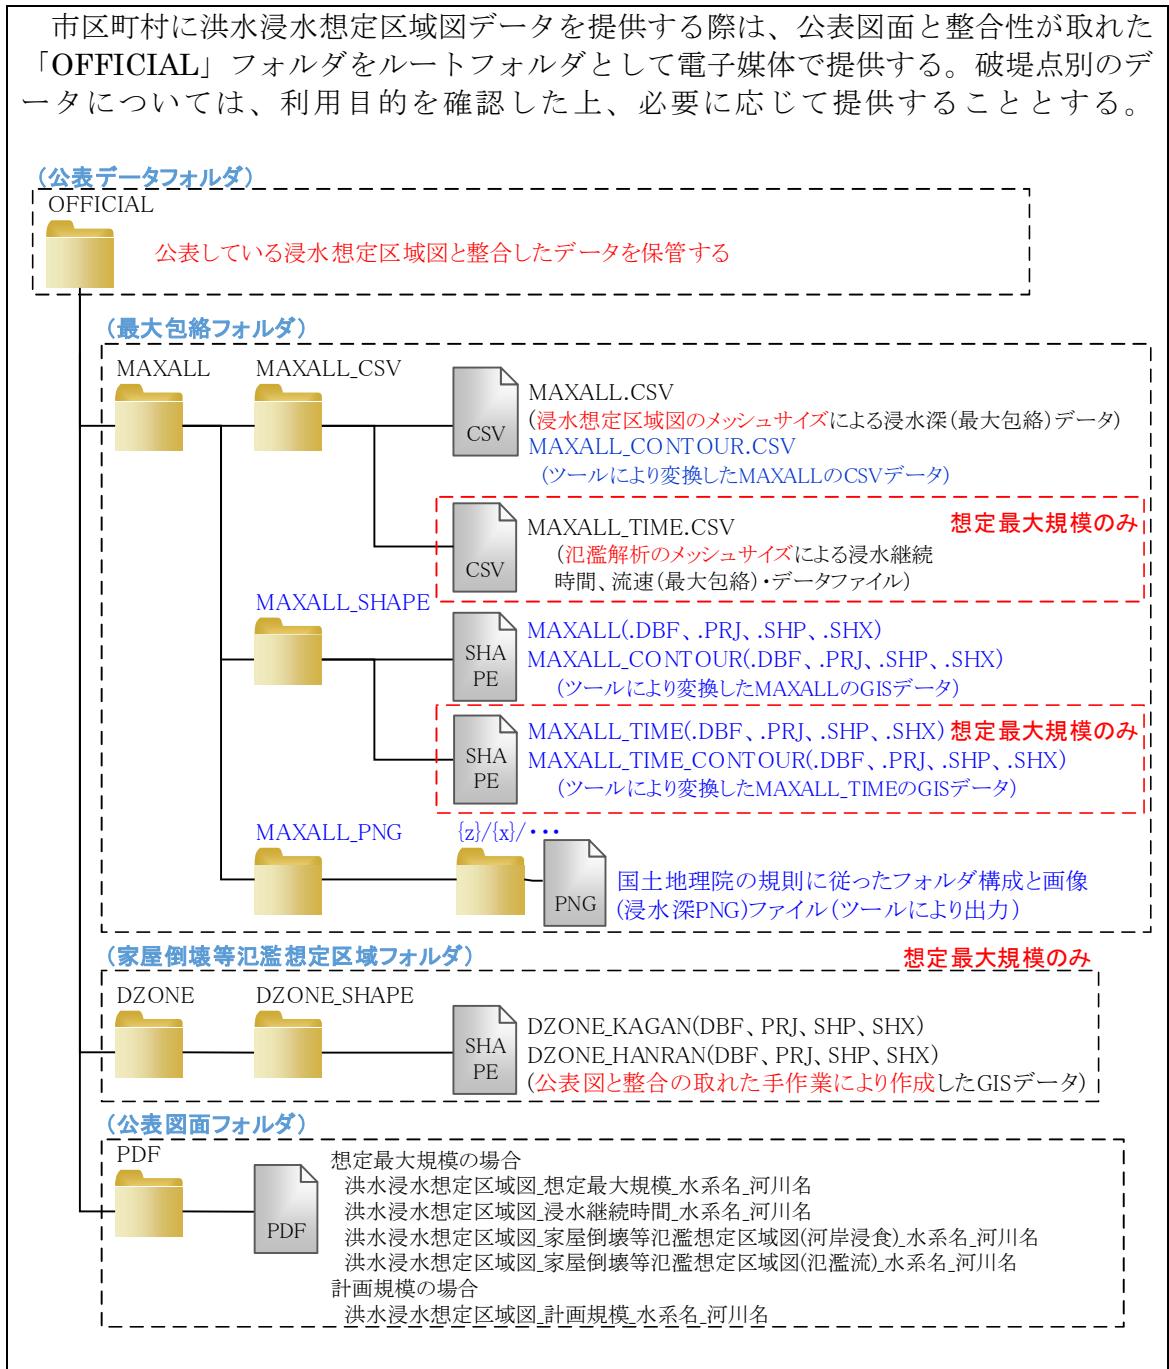 市区町村に洪水浸水想定区域図データを提供する際は、公表図面と整合性が取れた
「OFFICIAL」フォルダをルートフォルダとして電子媒体で提供する。破堤点別のデ
ータについては、利用目的を確認した上、必要に応じて提供することとする。
（公表データフォルダ）
OFFICIAL
公表している浸水想定区域図と整合したデータを保管する
（最大包絡フォルダ）
MAXALL
MAXALL_CSV
CSV
MAXALL.CSV
（浸水想定区域図のメッシュサイズによる浸水深（最大包絡）データ）
MAXALL_CONTOUR.CSV
（ツールにより変換したMAXALLのCSVデータ）
想定最大規模のみ
CSV
MAXALL_TIME.CSV
（氾濫解析のメッシュサイズによる浸水継続
時間、流速（最大包絡）・データファイル）
MAXALL_SHAPE
SHA
PE
MAXALL(.DBF、.PRJ、.SHP、.SHX)
MAXALL_CONTOUR(.DBF、.PRJ、.SHP、.SHX)
（ツールにより変換したMAXALLのGISデータ）
SHA
PE
MAXALL_TIME(.DBF、.PRJ、.SHP、.SHX) 想定最大規模のみ
MAXALL_TIME_CONTOUR(.DBF、.PRJ、.SHP、.SHX)
（ツールにより変換したMAXALL_TIMEのGISデータ）
MAXALL_PNG
{z}/{x}/・・・
PNG
国土地理院の規則に従ったフォルダ構成と画像
（浸水深PNG）ファイル（ツールにより出力）
（家屋倒壊等氾濫想定区域フォルダ）
想定最大規模のみ
DZONE
DZONE_SHAPE
SHA
PE
DZONE_KAGAN(DBF、PRJ、SHP、SHX)
DZONE_HANRAN(DBF、PRJ、SHP、SHX)
（公表図と整合の取れた手作業により作成したGISデータ）
（公表図面フォルダ）
PDF
PDF
想定最大規模の場合
洪水浸水想定区域図_想定最大規模_水系名_河川名
洪水浸水想定区域図_浸水継続時間_水系名_河川名
洪水浸水想定区域図_家屋倒壊等氾濫想定区域図(河岸浸食)_水系名_河川名
洪水浸水想定区域図_家屋倒壊等氾濫想定区域図(氾濫流)_水系名_河川名
計画規模の場合
洪水浸水想定区域図_計画規模_水系名_河川名